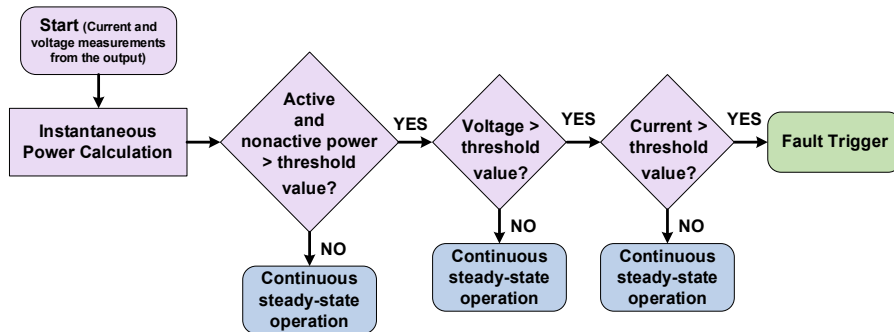 Start (Current and
voltage measurements
from the output)
Instantaneous
Power Calculation
Active
and
nonactive power
> threshold
value?
YES
NO
Continuous
steady-state
operation
Voltage >
threshold
value?
YES
NO
Continuous
steady-state
operation
Current >
threshold
value?
YES
NO
Continuous
steady-state
operation
Fault Trigger